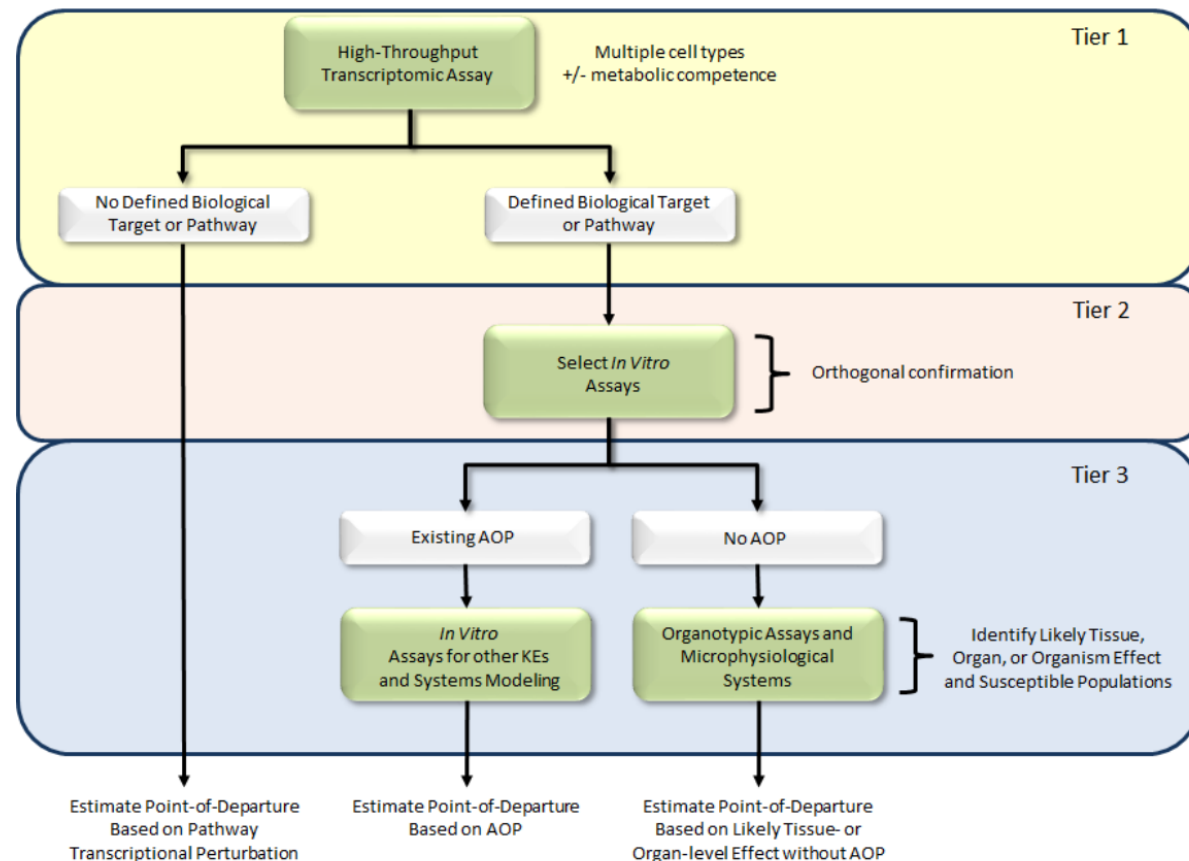 Tier 1
High-Throughput
Transcriptomic Assay
Multiple cell types
+/- metabolic competence
No Defined Biological
Target or Pathway
Defined Biological Target
or Pathway
Tier 2
Select In Vitro
Assays
Orthogonal confirmation
Tier 3
Existing AOP
No AOP
In Vitro
Assays for other KEs
and Systems Modeling
Organotypic Assays and
Microphysiological
Systems
Identify Likely Tissue,
Organ, or Organism Effect
and Susceptible Populations
Estimate Point-of-Departure
Based on Pathway
Transcriptional Perturbation
Estimate Point-of-Departure
Based on AOP
Estimate Point-of-Departure
Based on Likely Tissue- or
Organ-level Effect without AOP